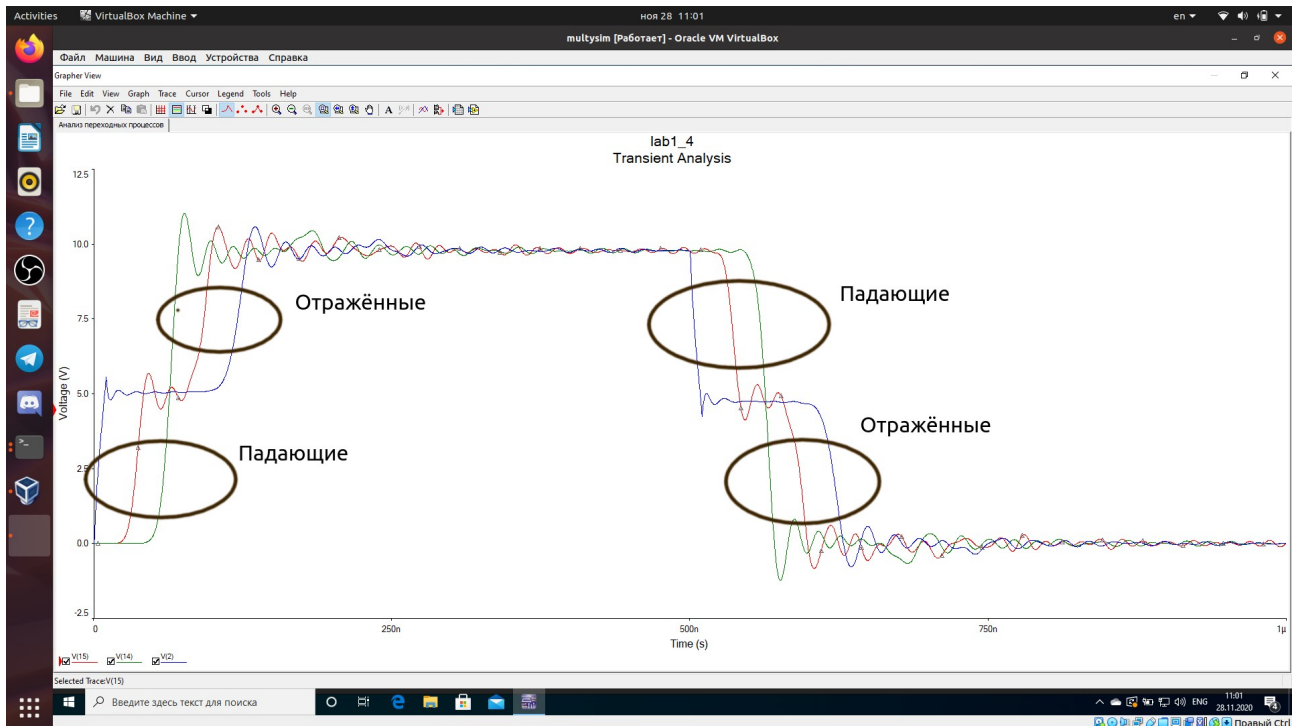 Activities
VirtualBox Machine
ноя 28 11:01
en
multysim [Работает] - Oracle VM VirtualBox
Файл Машина Вид Ввод Устройства Справка
Grapher View
File Edit View Graph Trace Cursor Legend Tools Help
Анализ переходных процессов
lab1_4
Transient Analysis
12.5
10.0
7.5
5.0
2.5
0.0
-2.5
Voltage (V)
Отражённые
Падающие
Падающие
Отражённые
0
250n
500n
750n
1µ
Time (s)
V(15) V(14) V(2)
Selected Trace:V(15)
Введите здесь текст для поиска
ENG
11:01
28.11.2020
Правый Ctrl